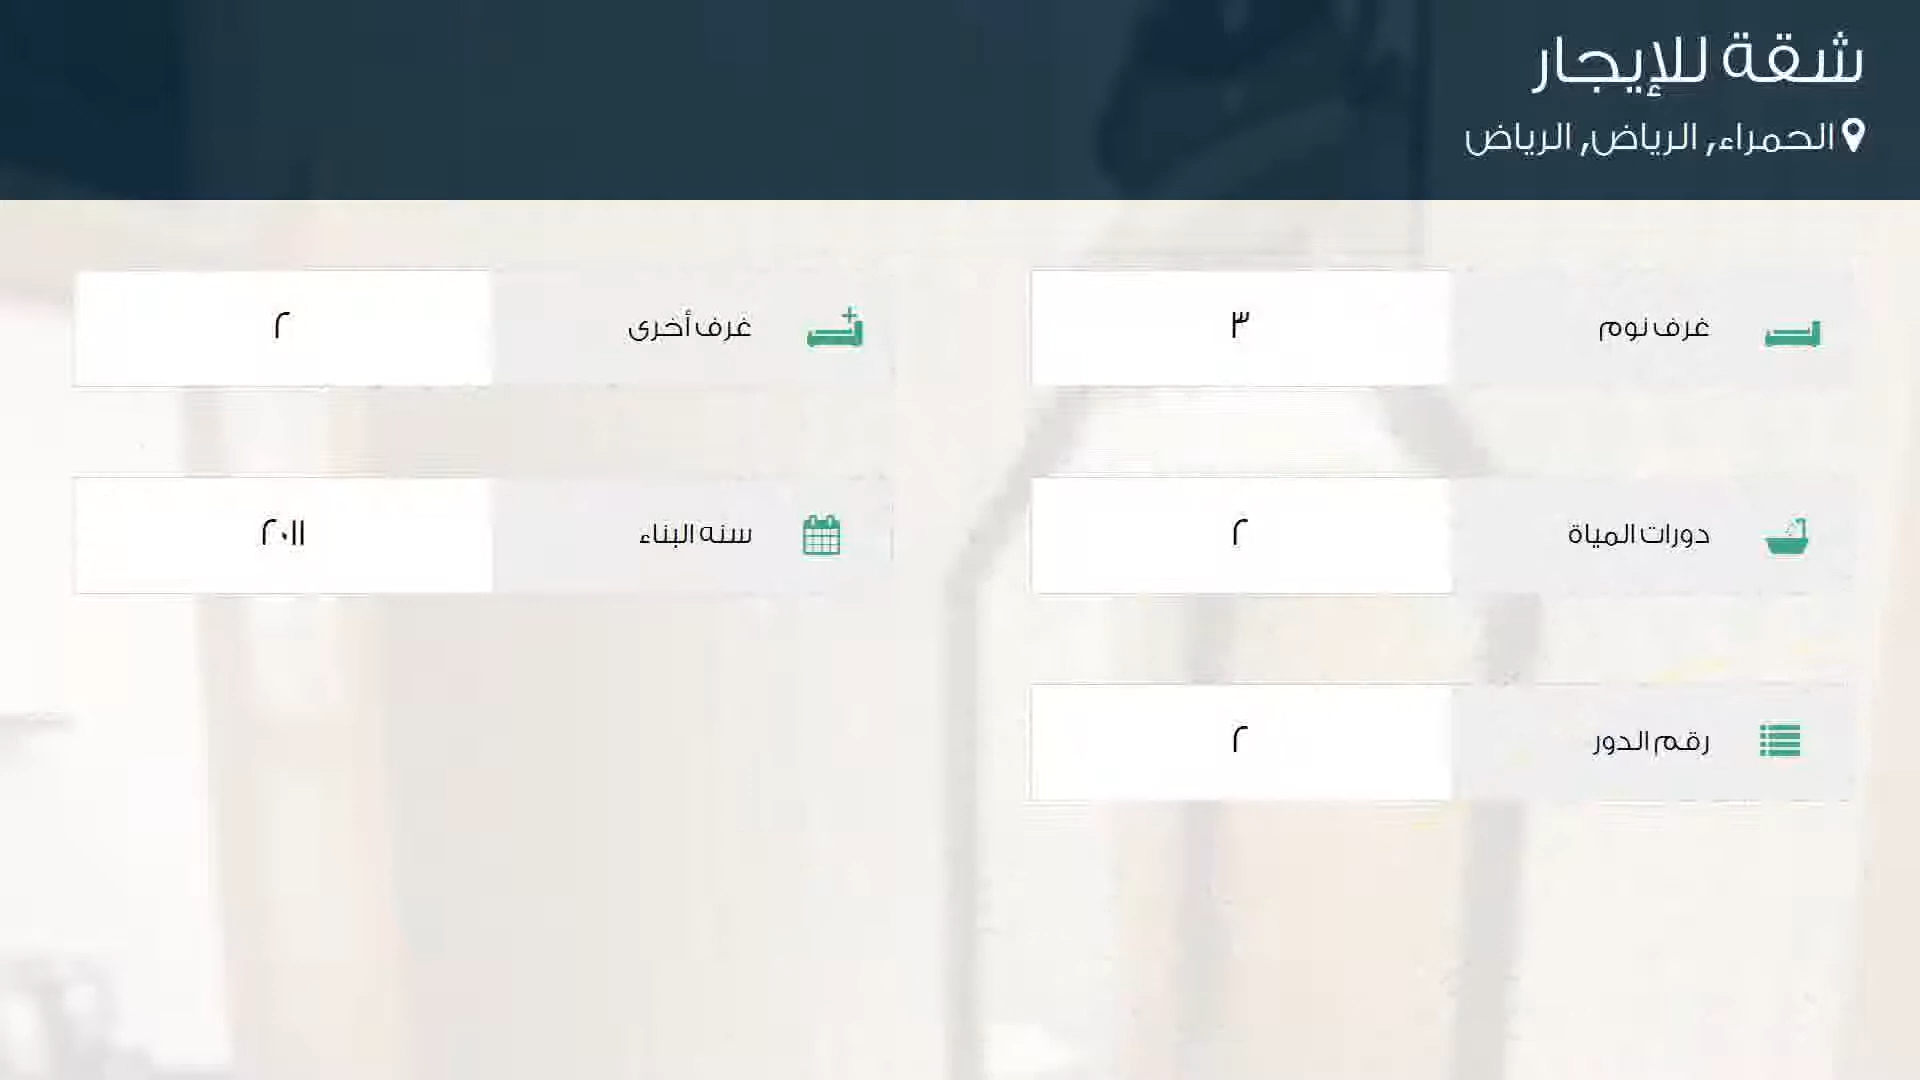 شقة للإيجار
الحمراء, الرياض, الرياض
غرف نوم ٣
غرف أخرى ٢
دورات المياة ٢
سنه البناء ٢٠١١
رقم الدور ٢